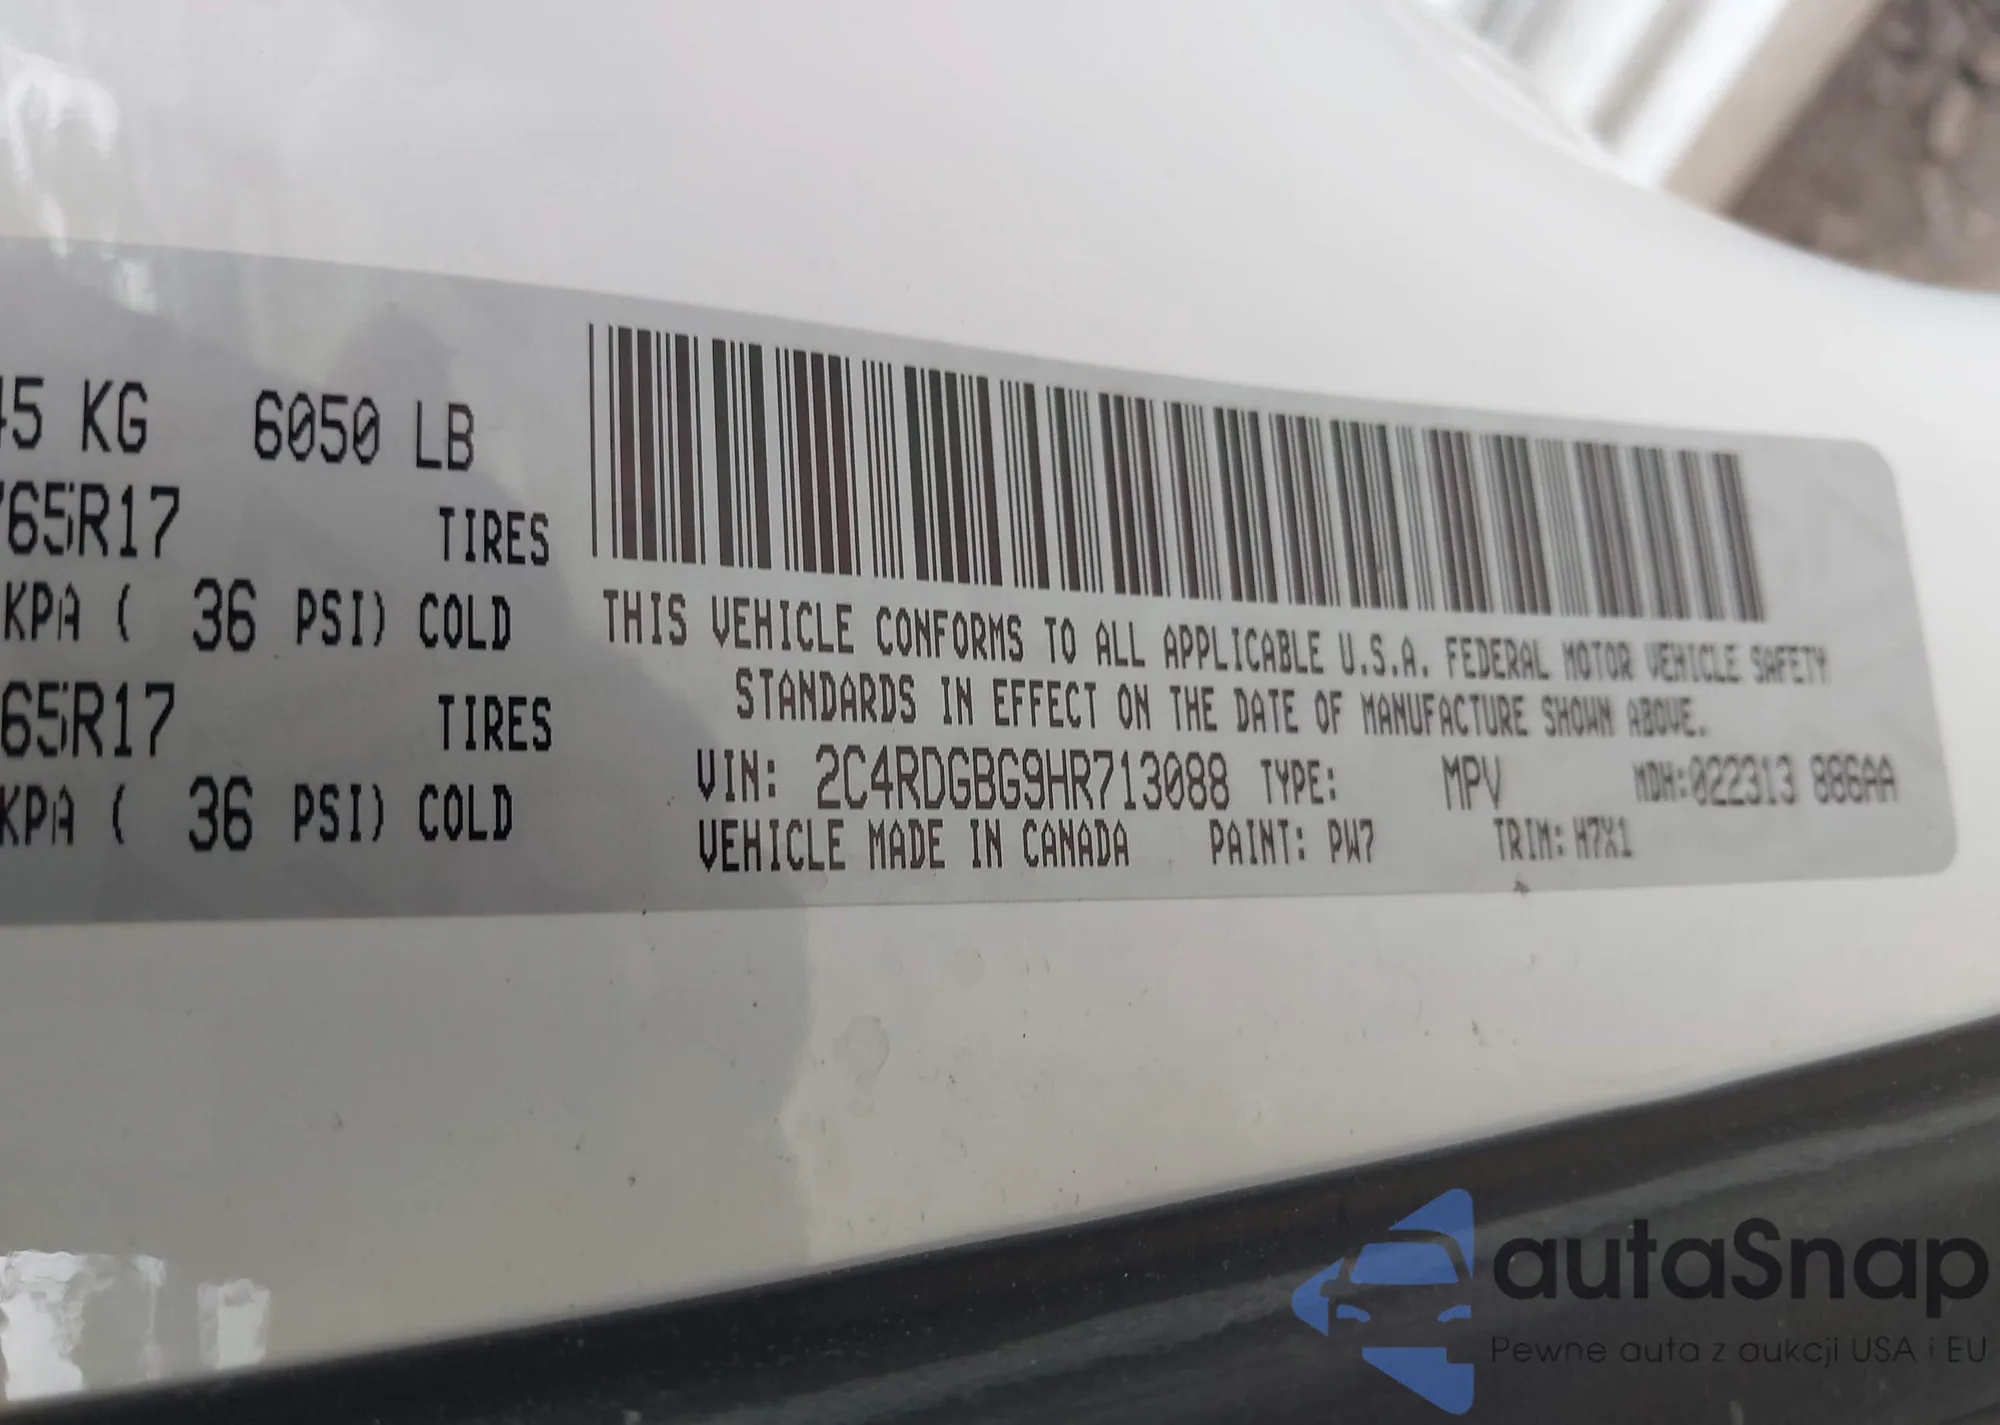 45 KG 6050 LB
765R17 TIRES
KPA ( 36 PSI) COLD
65R17 TIRES
KPA ( 36 PSI) COLD
THIS VEHICLE CONFORMS TO ALL APPLICABLE U.S.A. FEDERAL MOTOR VEHICLE SAFETY
STANDARDS IN EFFECT ON THE DATE OF MANUFACTURE SHOWN ABOVE.
VIN: 2C4RDGBG9HR713088 TYPE: MPV MDH:022313 886AA
VEHICLE MADE IN CANADA PAINT: PW7 TRIM: H7X1
autaSnap
Pewne auta z aukcji USA i EU